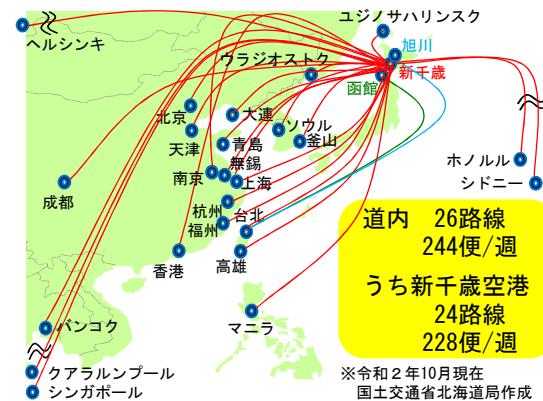 ユジノサハリンスク
ヘルシンキ
旭川
ウラジオストク
新千歳
函館
北京
大連
ソウル
天津
青島
釜山
無錫
南京
上海
成都
ホノルル
シドニー
杭州
台北
福州
香港
高雄
道内 26路線
244便/週
うち新千歳空港
24路線
228便/週
バンコク
マニラ
クアラルンプール
シンガポール
※令和2年10月現在
国土交通省北海道局作成